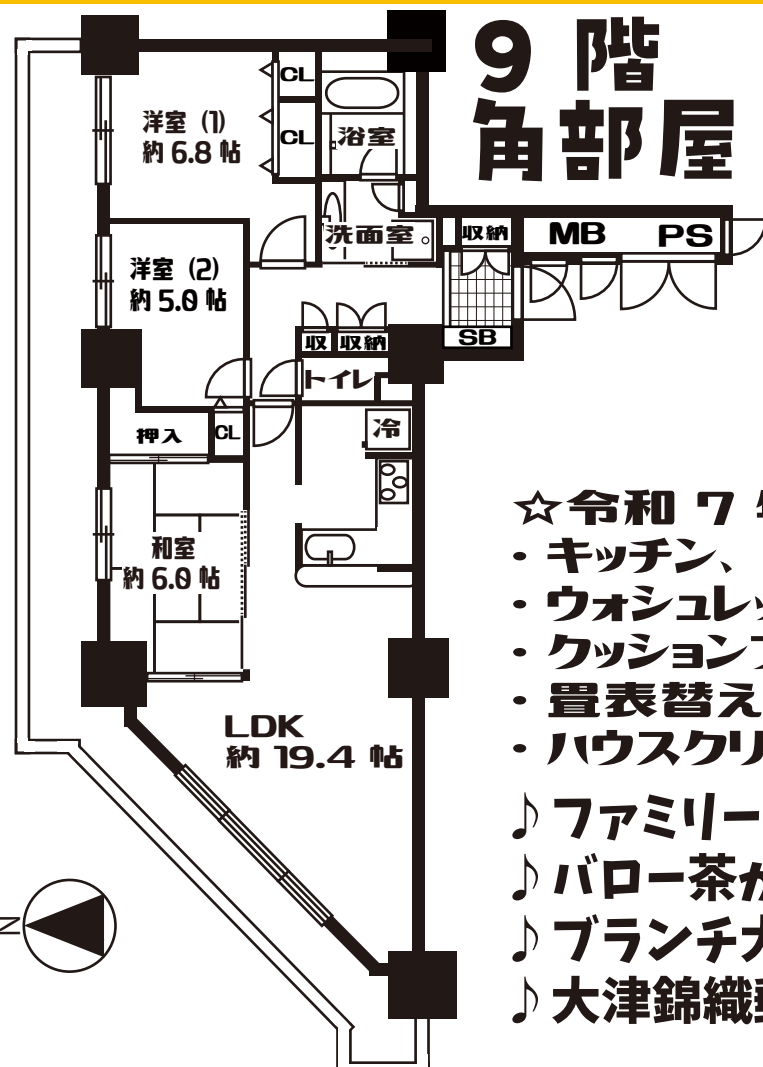 9 階
角部屋
CL
洋室 (1)
約 6.8 帖
CL
浴室
洗面室
収納
MB
PS
洋室 (2)
約 5.0 帖
SB
収
収納
トイレ
冷
押入
CL
和室
約 6.0 帖
LDK
約 19.4 帖
N
☆令和 7
・キッチン、
・ウォシュレッ
・クッション
・畳表替え
・ハウスクリ
♪ファミリー
♪バロー茶が
♪ブランチ大
♪大津錦織